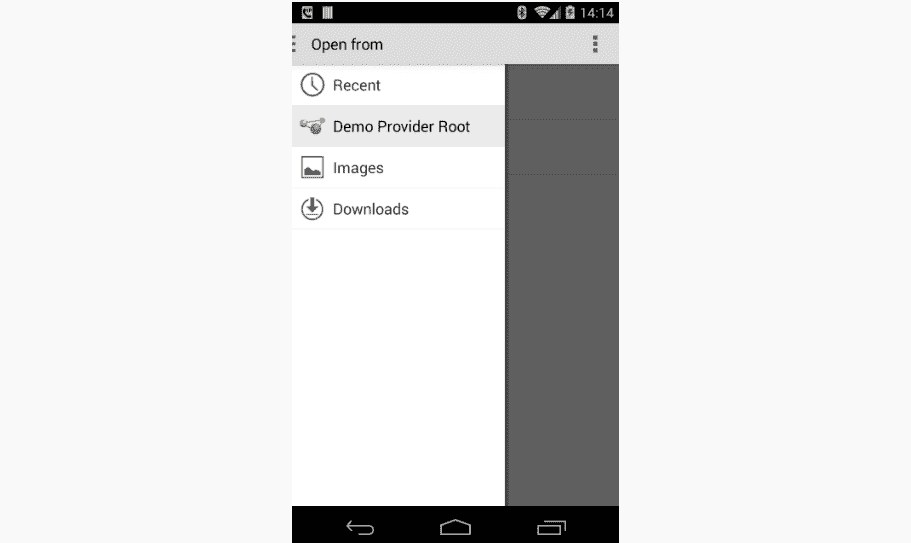 14:14
Open from
Recent
Demo Provider Root
Images
Downloads